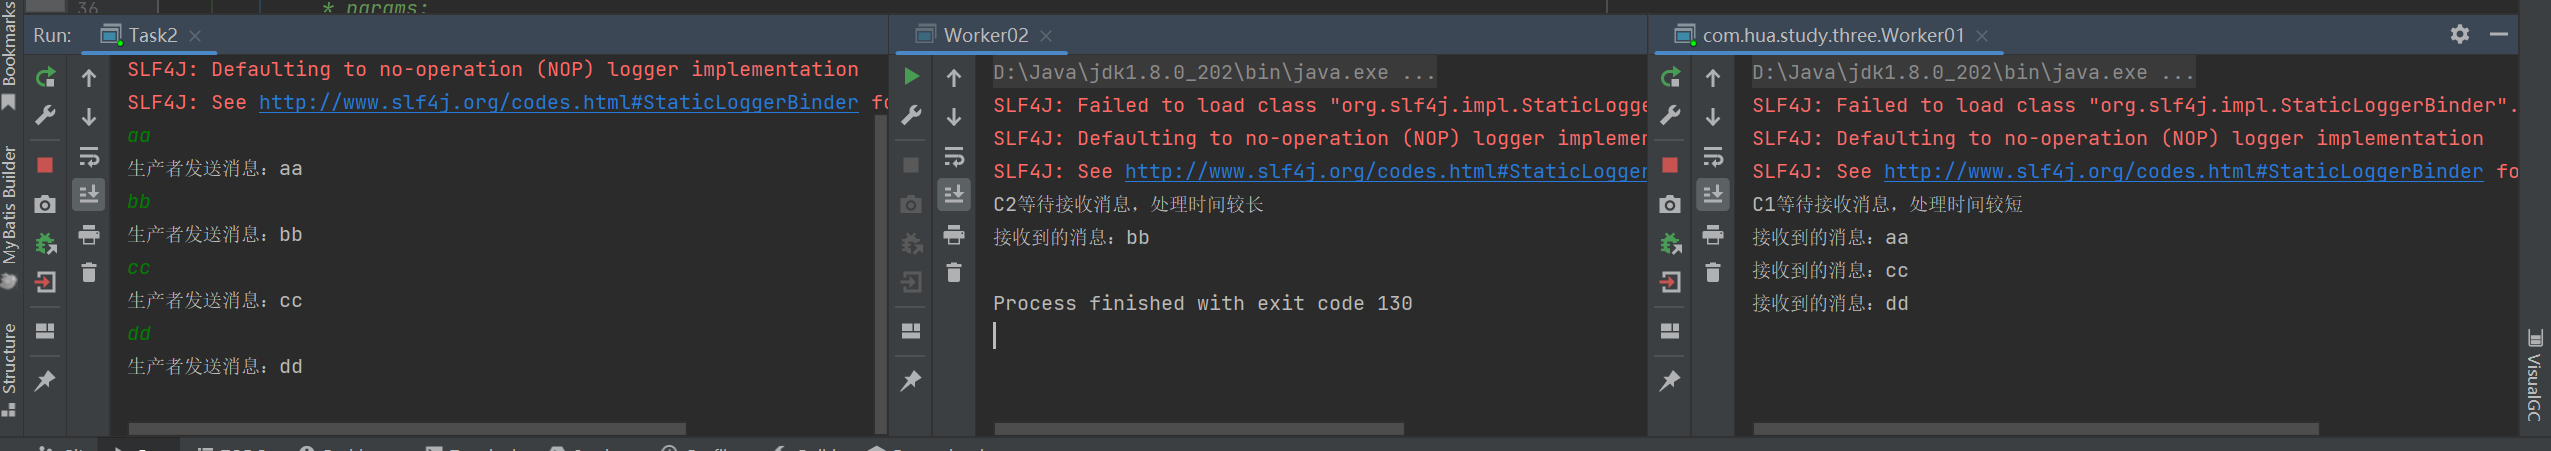 36
* params:
Run:
Task2
Worker02
com.hua.study.three.Worker01
Bookmarks
MyBatis Builder
Structure
SLF4J: Defaulting to no-operation (NOP) logger implementation
SLF4J: See http://www.slf4j.org/codes.html#StaticLoggerBinder fo
aa
生产者发送消息：aa
bb
生产者发送消息：bb
cc
生产者发送消息：cc
dd
生产者发送消息：dd
D:\Java\jdk1.8.0_202\bin\java.exe ...
SLF4J: Failed to load class "org.slf4j.impl.StaticLogge
SLF4J: Defaulting to no-operation (NOP) logger implemen
SLF4J: See http://www.slf4j.org/codes.html#StaticLogger
C2等待接收消息，处理时间较长
接收到的消息：bb
Process finished with exit code 130
D:\Java\jdk1.8.0_202\bin\java.exe ...
SLF4J: Failed to load class "org.slf4j.impl.StaticLoggerBinder".
SLF4J: Defaulting to no-operation (NOP) logger implementation
SLF4J: See http://www.slf4j.org/codes.html#StaticLoggerBinder fo
C1等待接收消息，处理时间较短
接收到的消息：aa
接收到的消息：cc
接收到的消息：dd
VisualGC